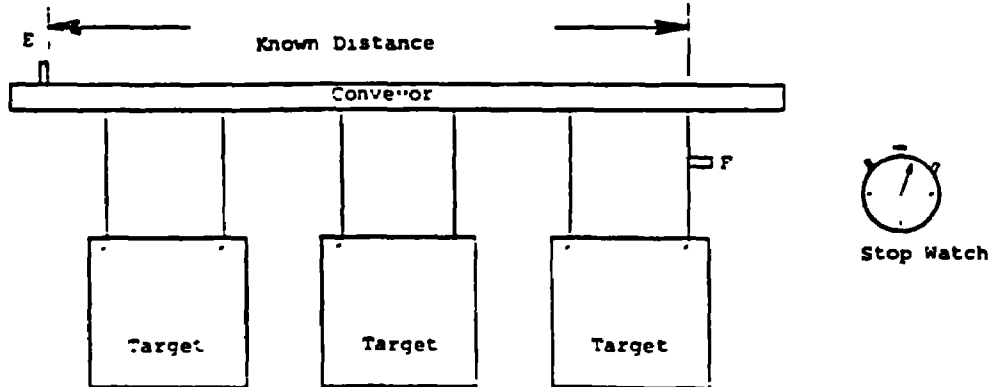 E
Known Distance
Conveyor
F
Stop Watch
Target Target Target